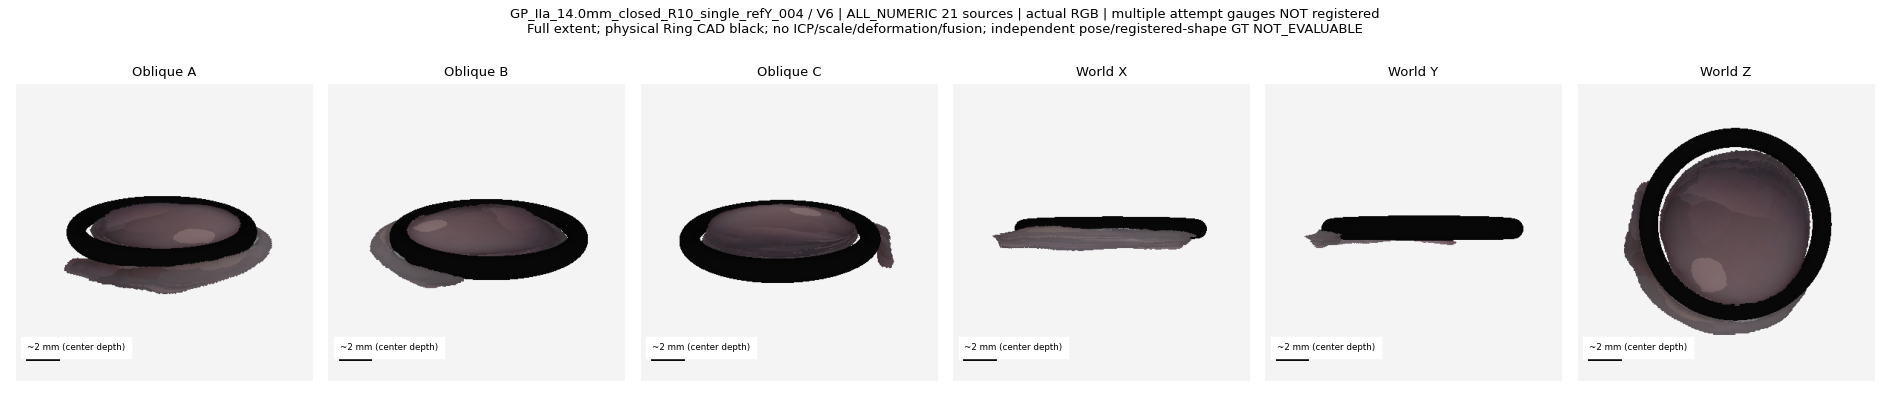 GP_IIa_14.0mm_closed_R10_single_refY_004 / V6 | ALL_NUMERIC 21 sources | actual RGB | multiple attempt gauges NOT registered
Full extent; physical Ring CAD black; no ICP/scale/deformation/fusion; independent pose/registered-shape GT NOT_EVALUABLE
Oblique A
Oblique B
Oblique C
World X
World Y
World Z
~2 mm (center depth)
~2 mm (center depth)
~2 mm (center depth)
~2 mm (center depth)
~2 mm (center depth)
~2 mm (center depth)